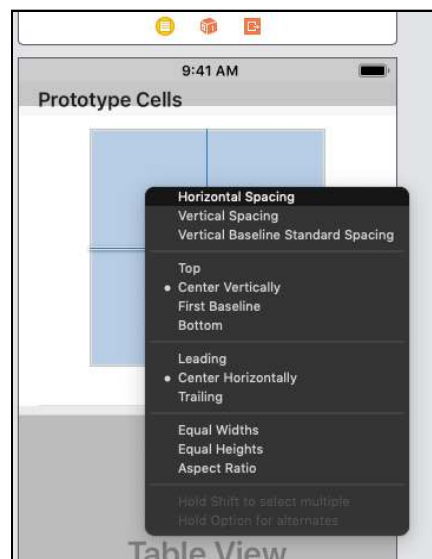 9:41 AM
Prototype Cells
Horizontal Spacing
Vertical Spacing
Vertical Baseline Standard Spacing
Top
• Center Vertically
First Baseline
Bottom
Leading
• Center Horizontally
Trailing
Equal Widths
Equal Heights
Aspect Ratio
Hold Shift to select multiple
Hold Option for alternates
Table View